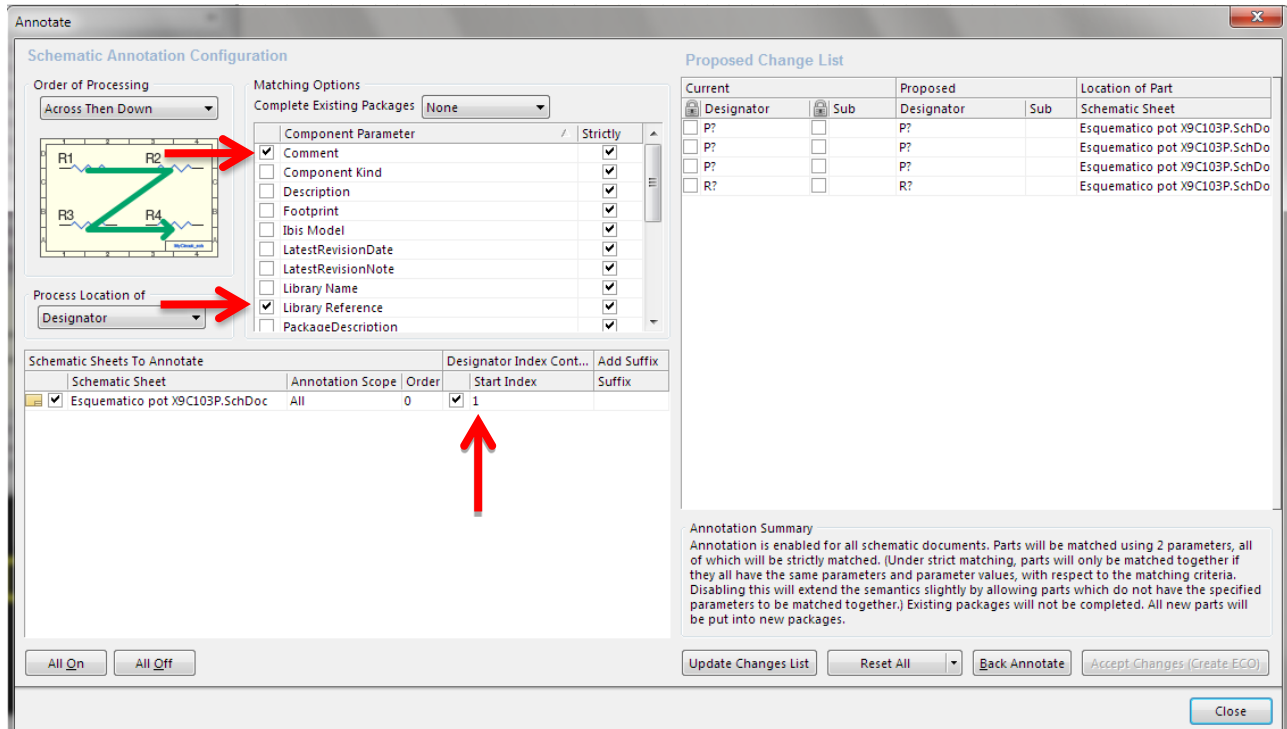 Annotate
Schematic Annotation Configuration
Order of Processing
Across Then Down
1 2 3 4
R1 R2
R3 R4
1 2 3 4
Process Location of
Designator
Matching Options
Complete Existing Packages None
Component Parameter Strictly
Comment
Component Kind
Description
Footprint
Ibis Model
LatestRevisionDate
LatestRevisionNote
Library Name
Library Reference
PackageDescription
Schematic Sheets To Annotate Designator Index Cont... Add Suffix
Schematic Sheet Annotation Scope Order Start Index Suffix
Esquematico pot X9C103P.SchDoc All 0 1
All On All Off
Proposed Change List
Current Proposed Location of Part
Designator Sub Designator Sub Schematic Sheet
P? P? Esquematico pot X9C103P.SchDo
P? P? Esquematico pot X9C103P.SchDo
P? P? Esquematico pot X9C103P.SchDo
R? R? Esquematico pot X9C103P.SchDo
Annotation Summary
Annotation is enabled for all schematic documents. Parts will be matched using 2 parameters, all
of which will be strictly matched. (Under strict matching, parts will only be matched together if
they all have the same parameters and parameter values, with respect to the matching criteria.
Disabling this will extend the semantics slightly by allowing parts which do not have the specified
parameters to be matched together.) Existing packages will not be completed. All new parts will
be put into new packages.
Update Changes List Reset All Back Annotate Accept Changes (Create ECO)
Close